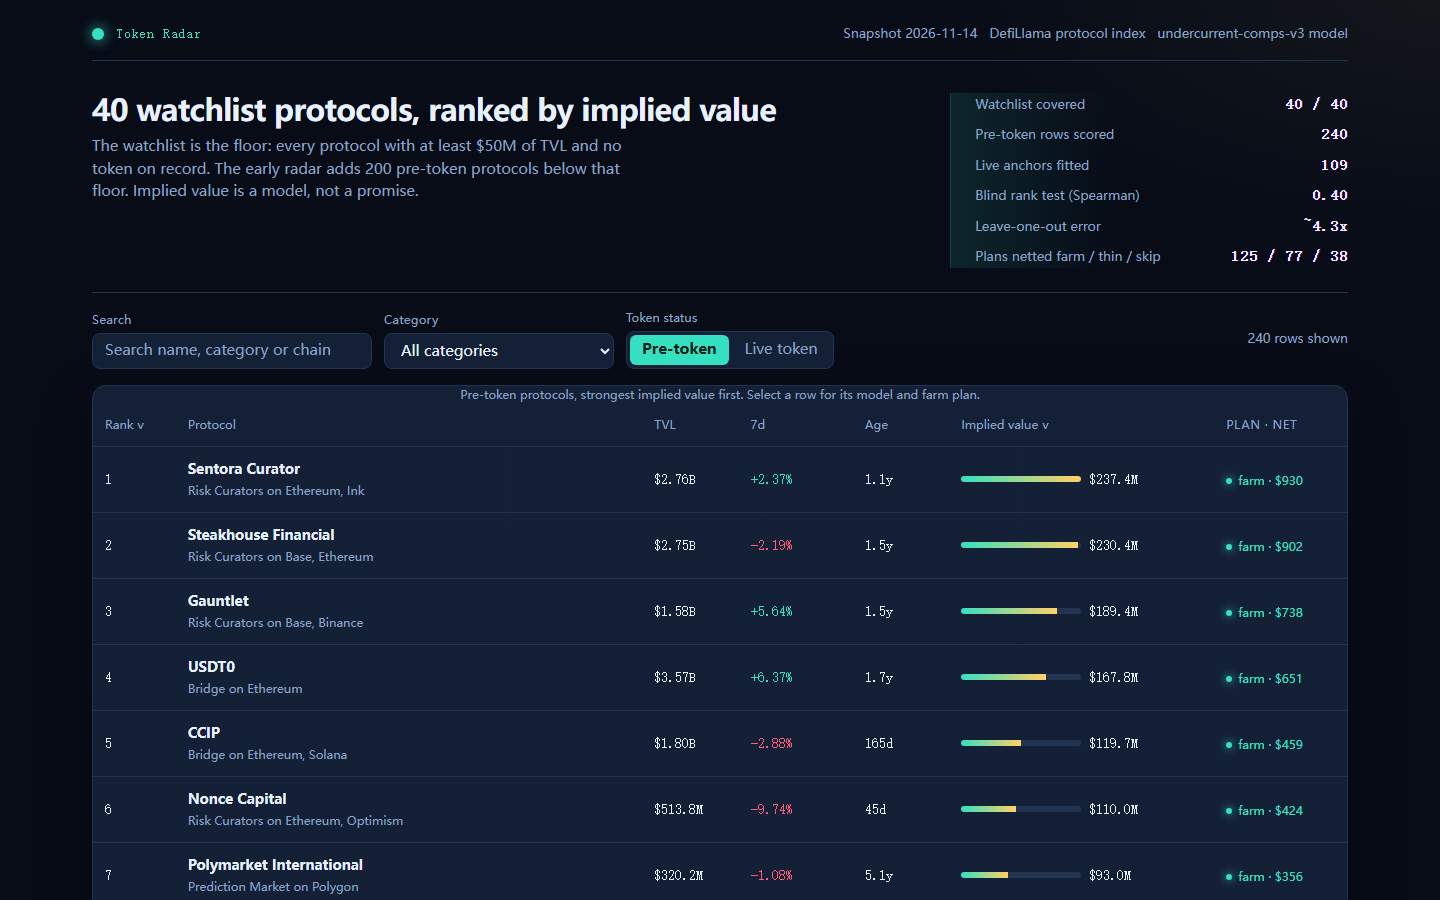 Token Radar
Snapshot 2026-11-14 DefiLlama protocol index undercurrent-comps-v3 model
40 watchlist protocols, ranked by implied value
The watchlist is the floor: every protocol with at least $50M of TVL and no
token on record. The early radar adds 200 pre-token protocols below that
floor. Implied value is a model, not a promise.
Watchlist covered 40 / 40
Pre-token rows scored 240
Live anchors fitted 109
Blind rank test (Spearman) 0.40
Leave-one-out error ~4.3x
Plans netted farm / thin / skip 125 / 77 / 38
Search
Search name, category or chain
Category
All categories
Token status
Pre-token Live token
240 rows shown
Pre-token protocols, strongest implied value first. Select a row for its model and farm plan.
Rank v Protocol TVL 7d Age Implied value v PLAN · NET
1 Sentora Curator $2.76B +2.37% 1.1y $237.4M farm · $930
Risk Curators on Ethereum, Ink
2 Steakhouse Financial $2.75B −2.19% 1.5y $230.4M farm · $902
Risk Curators on Base, Ethereum
3 Gauntlet $1.58B +5.64% 1.5y $189.4M farm · $738
Risk Curators on Base, Binance
4 USDT0 $3.57B +6.37% 1.7y $167.8M farm · $651
Bridge on Ethereum
5 CCIP $1.80B −2.88% 165d $119.7M farm · $459
Bridge on Ethereum, Solana
6 Nonce Capital $513.8M −9.74% 45d $110.0M farm · $424
Risk Curators on Ethereum, Optimism
7 Polymarket International $320.2M −1.08% 5.1y $93.0M farm · $356
Prediction Market on Polygon